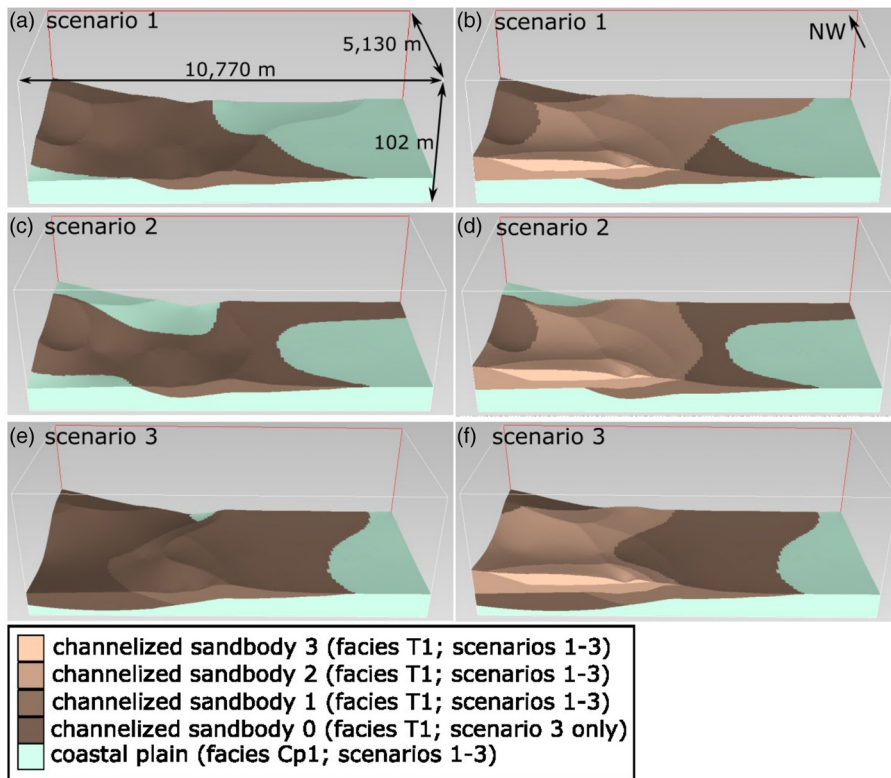 (a) scenario 1
5,130 m
10,770 m
102 m
(b) scenario 1
NW
(c) scenario 2
(d) scenario 2
(e) scenario 3
(f) scenario 3
channelized sandbody 3 (facies T1; scenarios 1-3)
channelized sandbody 2 (facies T1; scenarios 1-3)
channelized sandbody 1 (facies T1; scenarios 1-3)
channelized sandbody 0 (facies T1; scenario 3 only)
coastal plain (facies Cp1; scenarios 1-3)